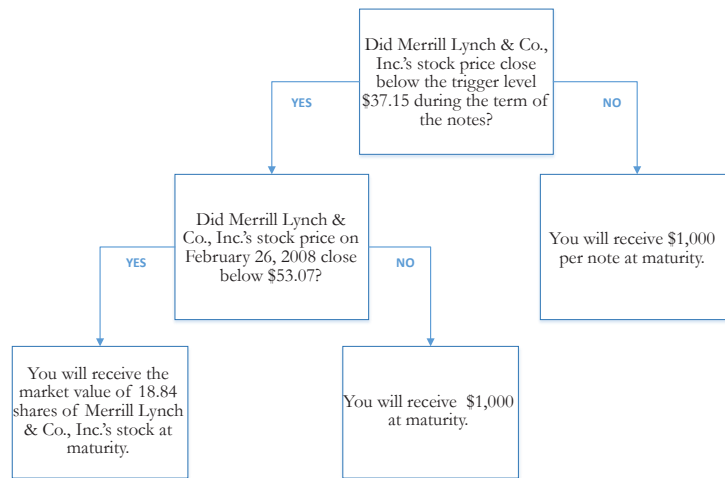 Did Merrill Lynch & Co.,
Inc.'s stock price close
below the trigger level
$37.15 during the term of
the notes?
YES
NO
Did Merrill Lynch &
Co., Inc.'s stock price on
February 26, 2008 close
below $53.07?
You will receive $1,000
per note at maturity.
YES
NO
You will receive the
market value of 18.84
shares of Merrill Lynch
& Co., Inc.'s stock at
maturity.
You will receive $1,000
at maturity.